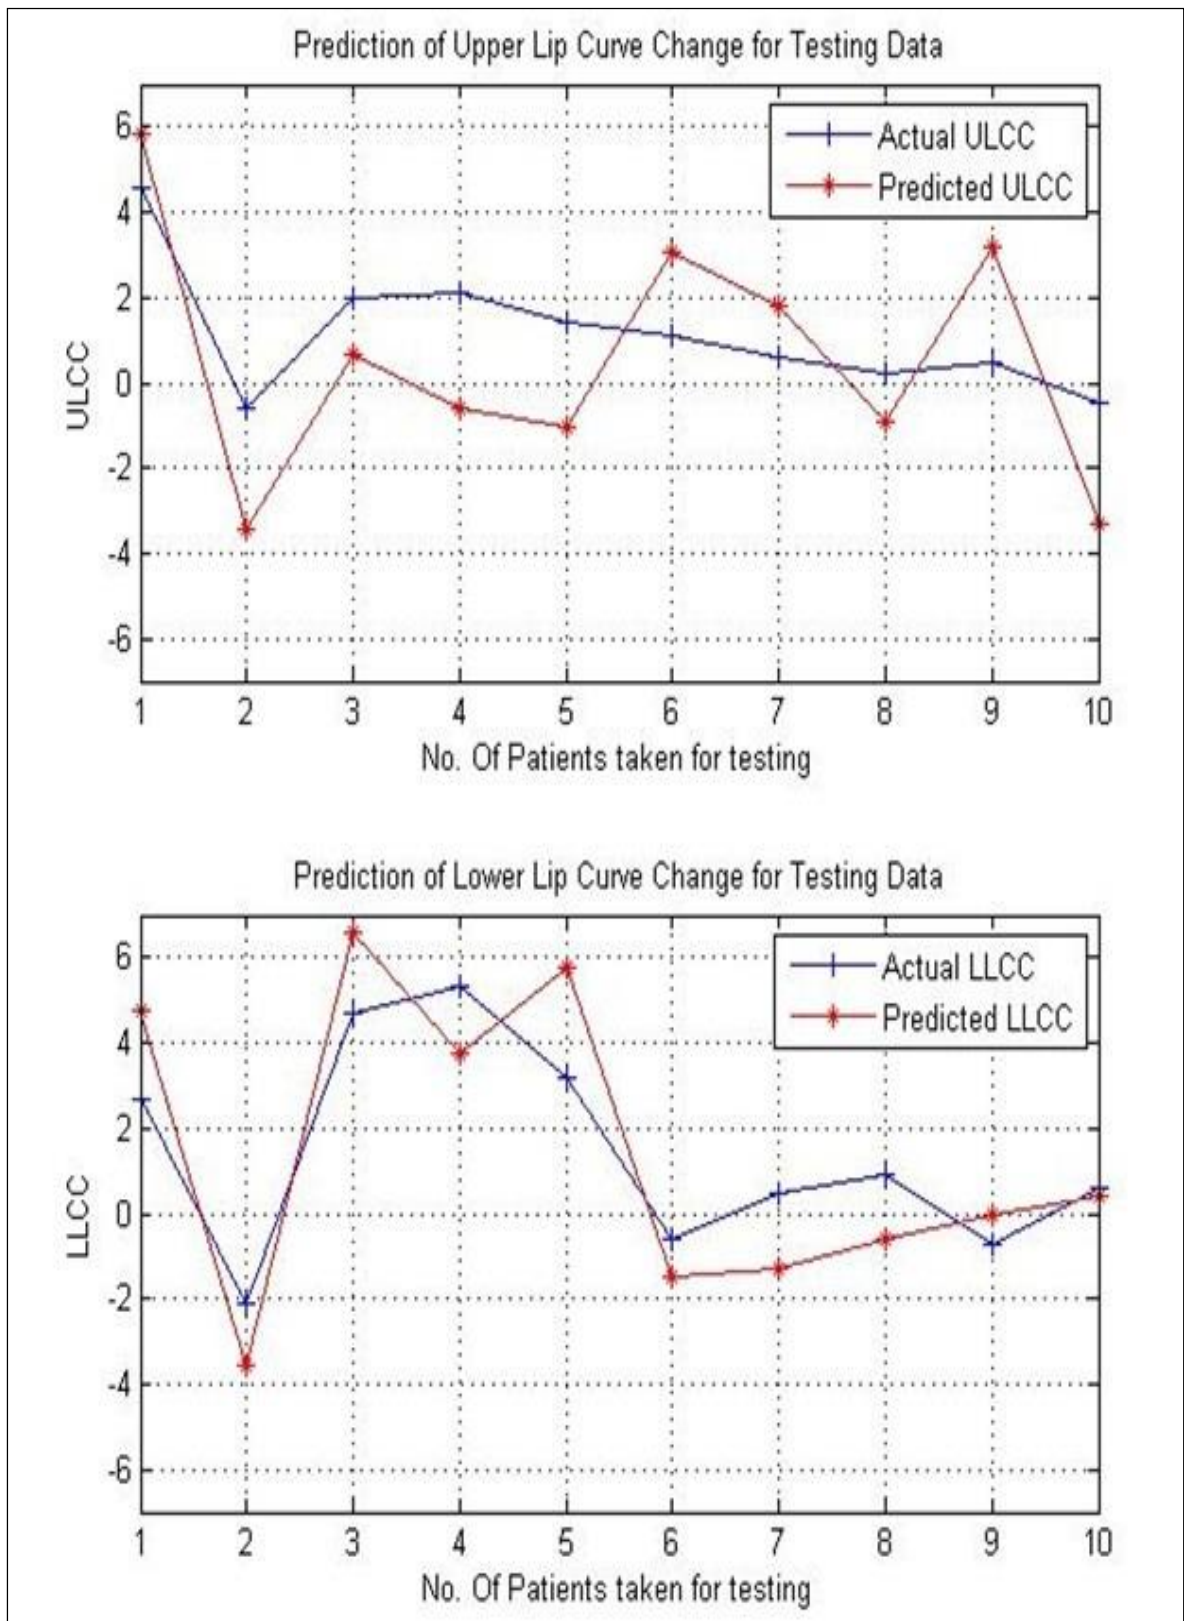 Prediction of Upper Lip Curve Change for Testing Data
Actual ULCC
Predicted ULCC
ULCC
6
4
2
0
-2
-4
-6
1 2 3 4 5 6 7 8 9 10
No. Of Patients taken for testing
Prediction of Lower Lip Curve Change for Testing Data
Actual LLCC
Predicted LLCC
LLCC
6
4
2
0
-2
-4
-6
1 2 3 4 5 6 7 8 9 10
No. Of Patients taken for testing